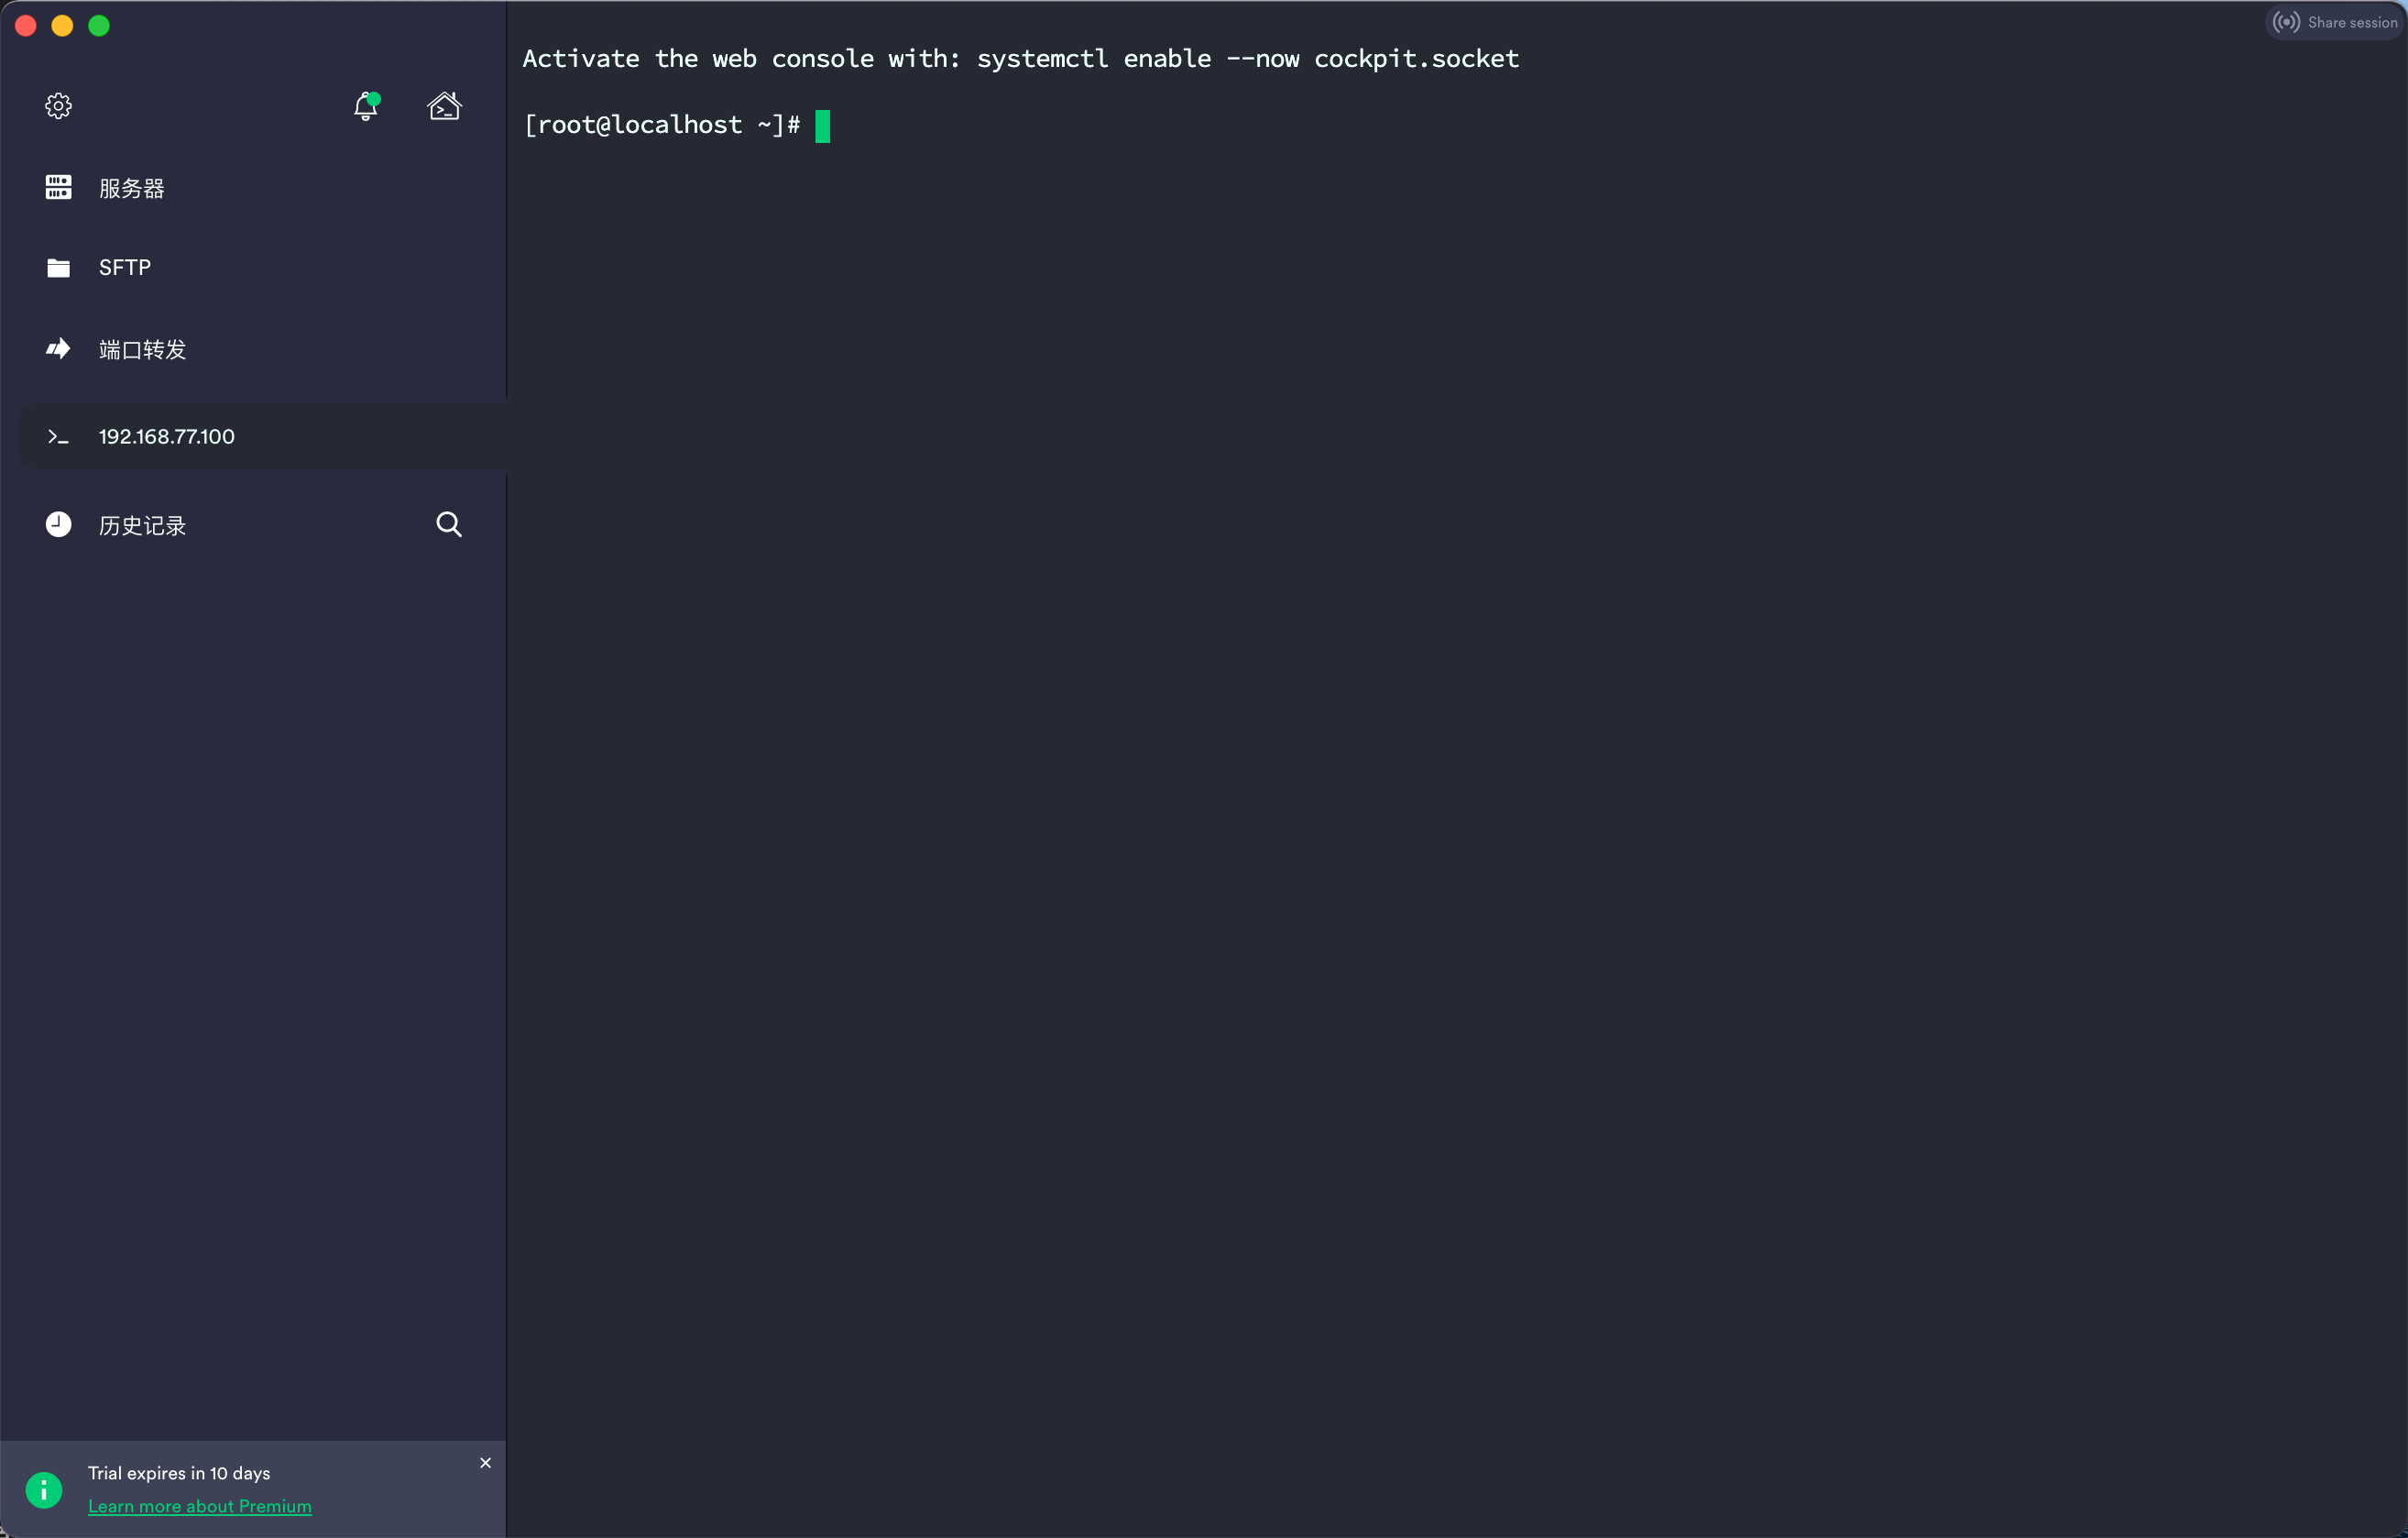 Share session
Activate the web console with: systemctl enable --now cockpit.socket
[root@localhost ~]#
服务器
SFTP
端口转发
192.168.77.100
历史记录
Trial expires in 10 days
Learn more about Premium